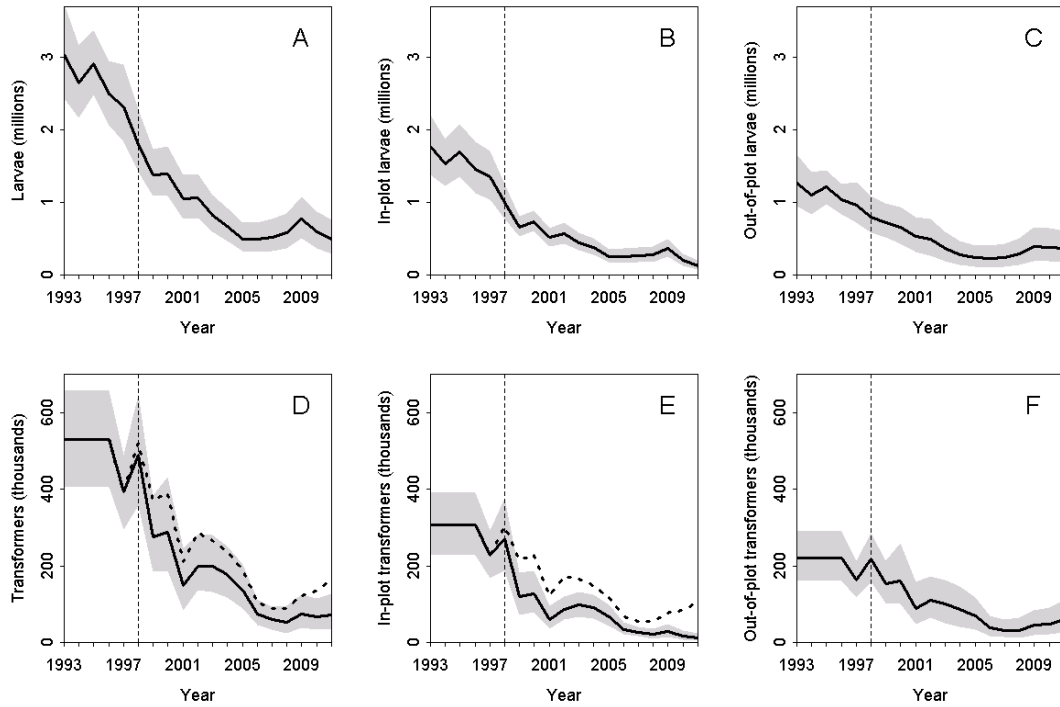 Larvae (millions)
0
1
2
3
A
1993 1997 2001 2005 2009
Year
In-plot larvae (millions)
0
1
2
3
B
1993 1997 2001 2005 2009
Year
Out-of-plot larvae (millions)
0
1
2
3
C
1993 1997 2001 2005 2009
Year
Transformers (thousands)
0
200
400
600
D
1993 1997 2001 2005 2009
Year
In-plot transformers (thousands)
0
200
400
600
E
1993 1997 2001 2005 2009
Year
Out-of-plot transformers (thousands)
0
200
400
600
F
1993 1997 2001 2005 2009
Year